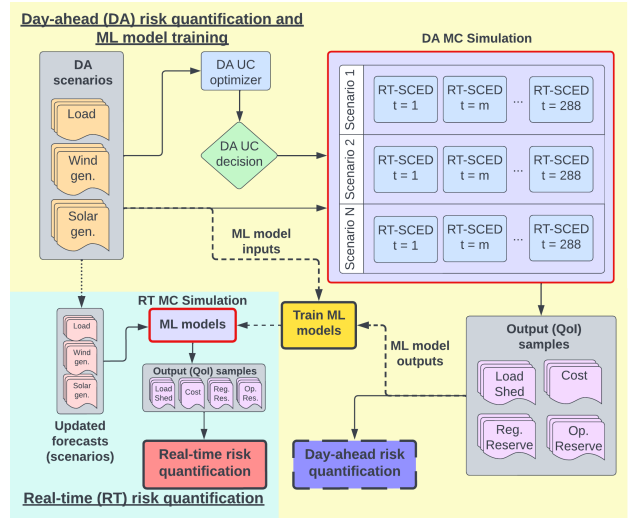 Day-ahead (DA) risk quantification and
ML model training
DA
scenarios
Load
Wind
gen.
Solar
gen.
DA UC
optimizer
DA UC
decision
DA MC Simulation
Scenario 1
RT-SCED
t = 1
RT-SCED
t = m
...
RT-SCED
t = 288
Scenario 2
RT-SCED
t = 1
RT-SCED
t = m
...
RT-SCED
t = 288
Scenario N
RT-SCED
t = 1
RT-SCED
t = m
...
RT-SCED
t = 288
ML model
inputs
RT MC Simulation
ML models
Train ML
models
ML model
outputs
Output (QoI)
samples
Load
Shed
Cost
Reg.
Reserve
Op.
Reserve
Load
Wind
gen.
Solar
gen.
Updated
forecasts
(scenarios)
Output (QoI) samples
Load
Shed
Cost
Reg.
Res.
Op.
Res.
Real-time risk
quantification
Day-ahead risk
quantification
Real-time (RT) risk quantification